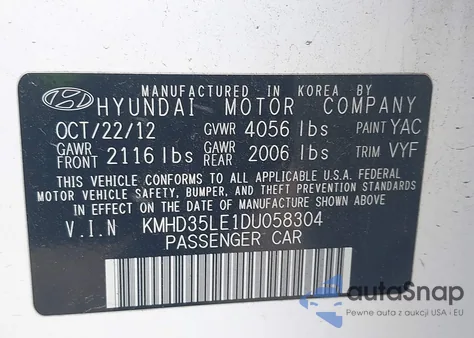 MANUFACTURED IN KOREA BY
HYUNDAI MOTOR COMPANY
OCT/22/12 GVWR 4056 lbs PAINT YAC
GAWR FRONT 2116 lbs GAWR REAR 2006 lbs TRIM VYF
THIS VEHICLE CONFORMS TO ALL APPLICABLE U.S.A. FEDERAL
MOTOR VEHICLE SAFETY, BUMPER, AND THEFT PREVENTION STANDARDS
IN EFFECT ON THE DATE OF MANUFACTURE SHOWN ABOVE.
V.I.N KMHD35LE1DU058304
PASSENGER CAR
autoSnap
Pewne auta z aukcji USA i EU